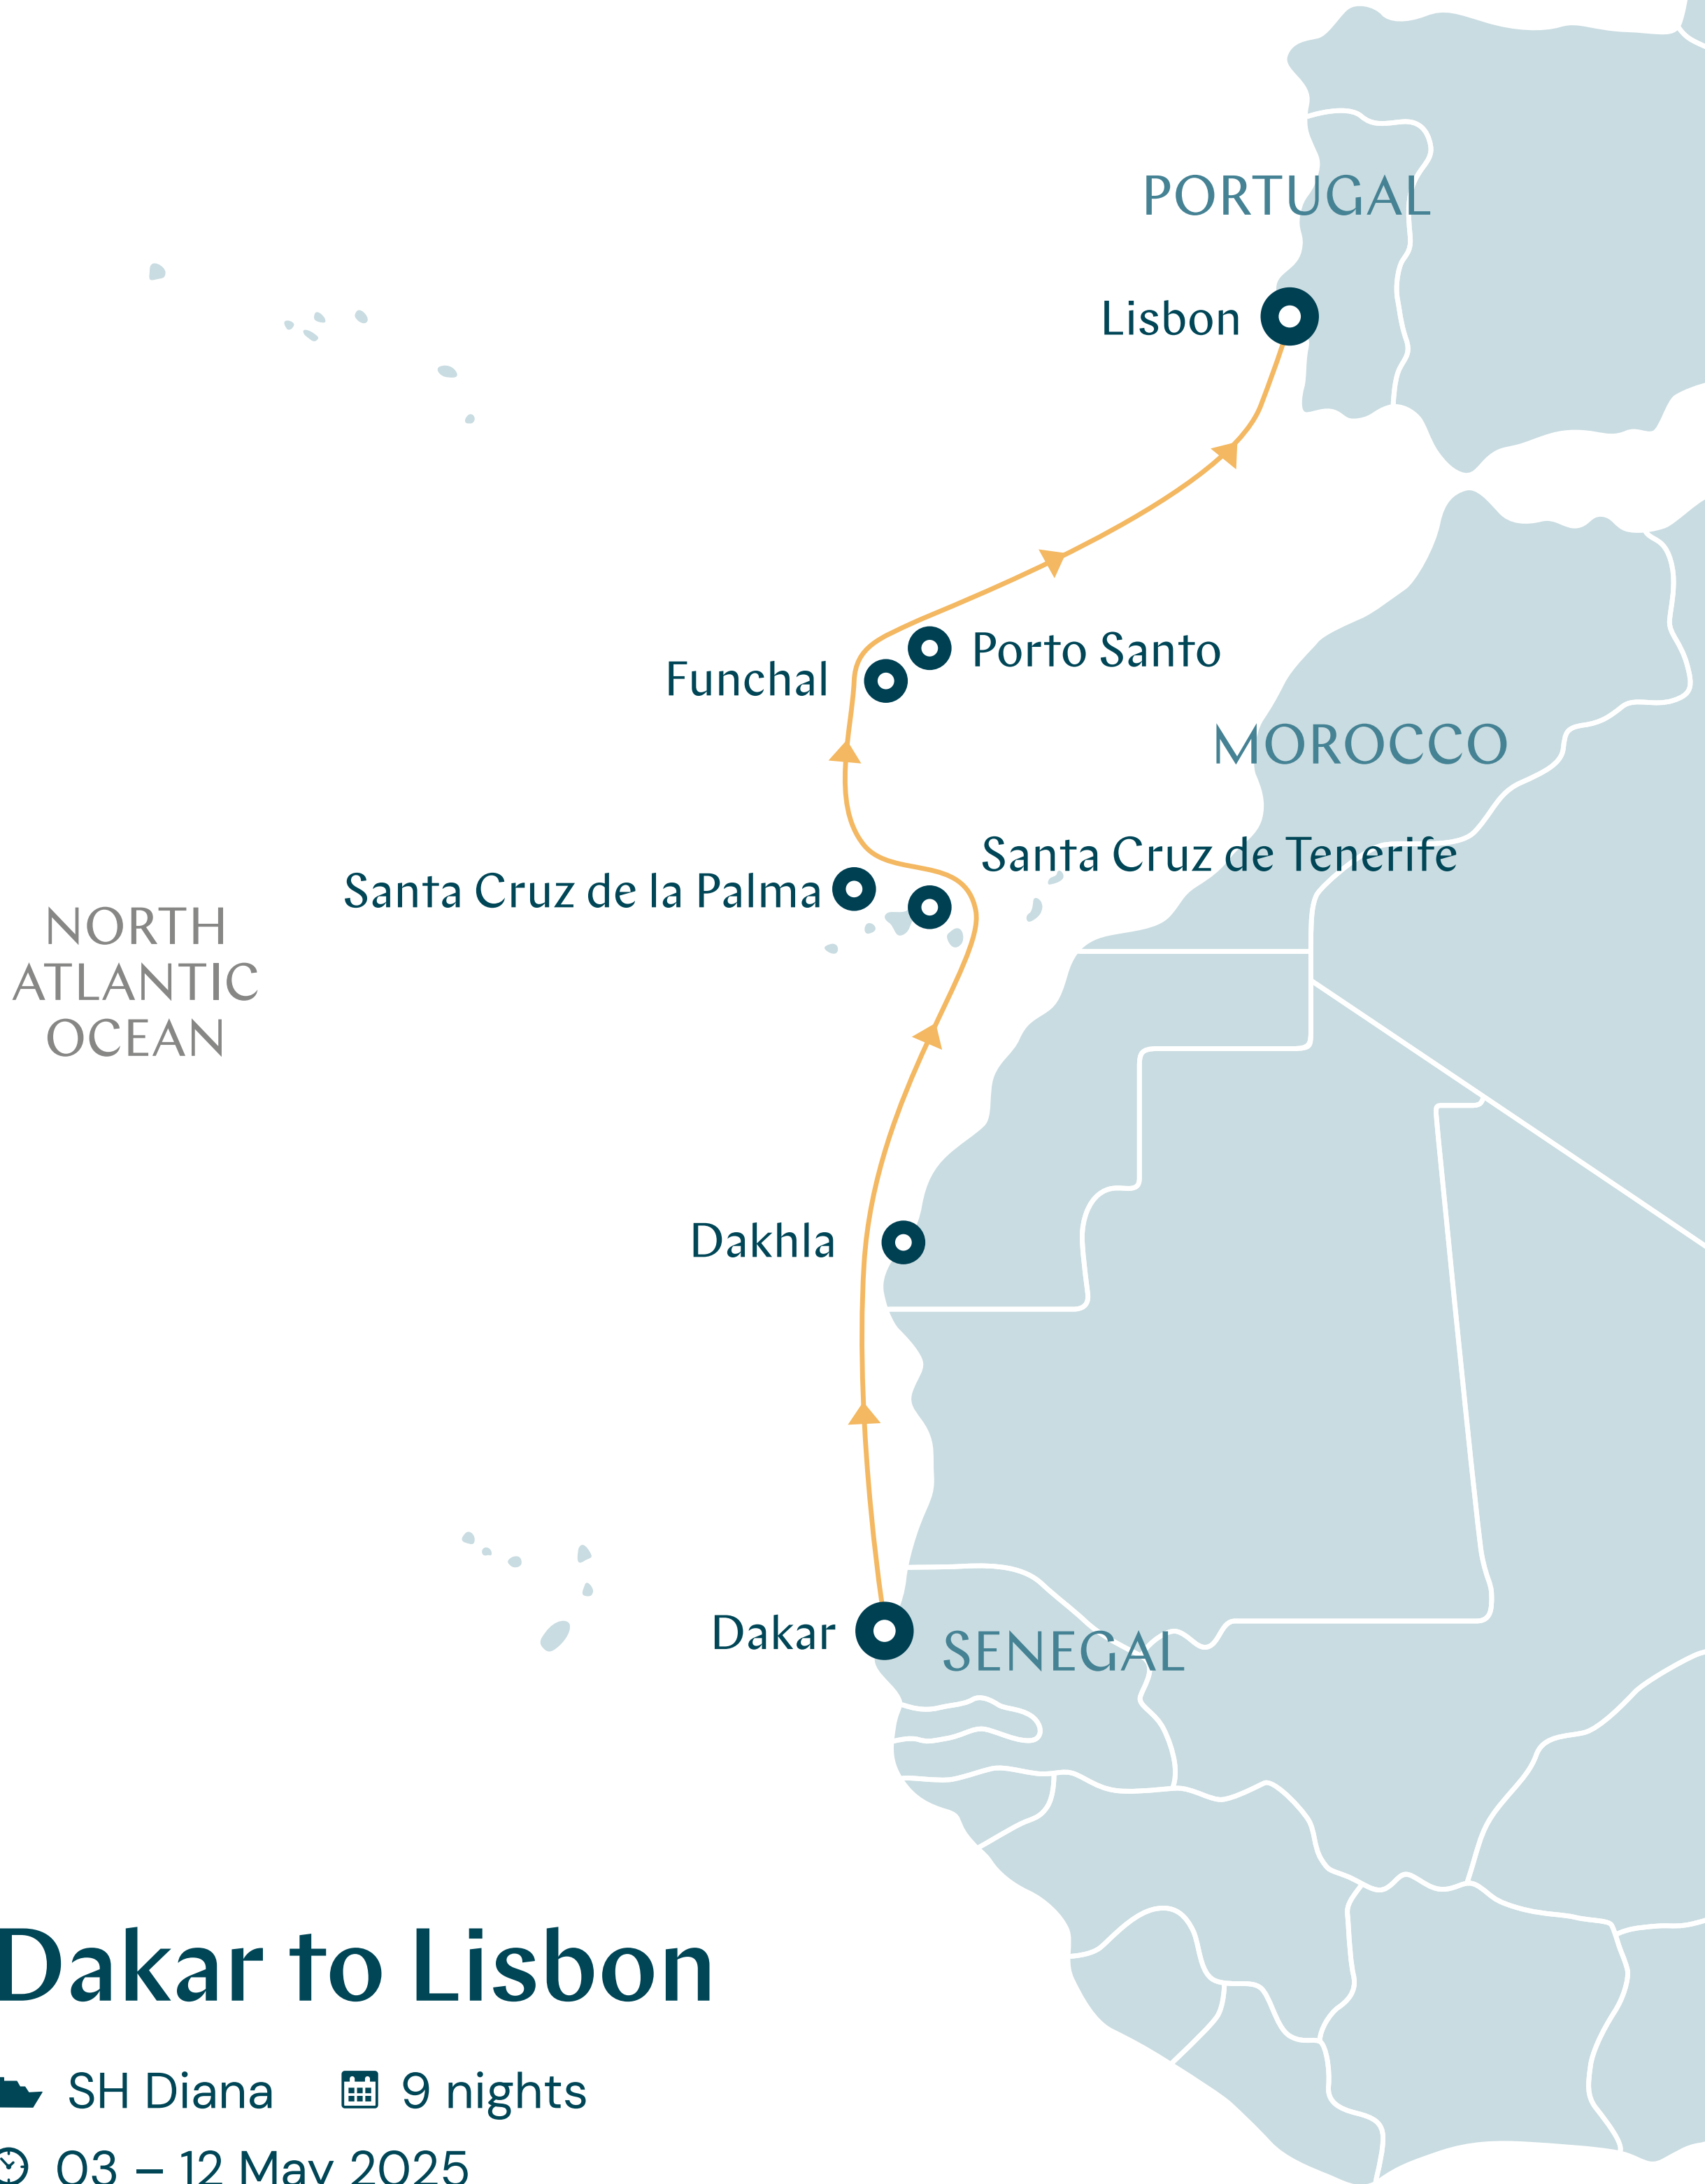 PORTUGAL
Lisbon
Porto Santo
Funchal
MOROCCO
Santa Cruz de Tenerife
Santa Cruz de la Palma
NORTH
ATLANTIC
OCEAN
Dakhla
Dakar
SENEGAL
Dakar to Lisbon
SH Diana 9 nights
03 – 12 May 2025